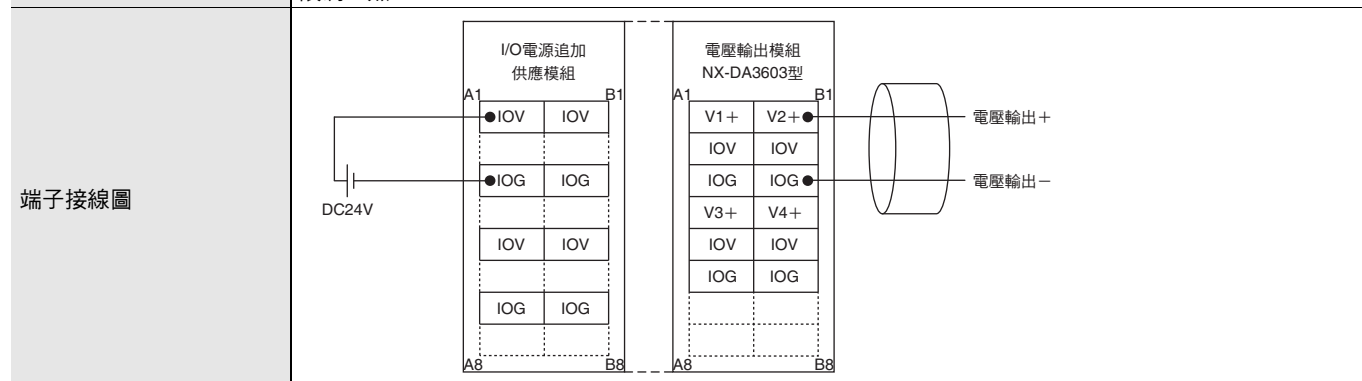 端子接線圖
I/O電源追加
供應模組
A1 B1
IOV IOV
IOG IOG
IOV IOV
IOG IOG
A8 B8
DC24V
電壓輸出模組
NX-DA3603型
A1 B1
V1＋ V2＋
IOV IOV
IOG IOG
V3＋ V4＋
IOV IOV
IOG IOG
A8 B8
電壓輸出＋
電壓輸出－